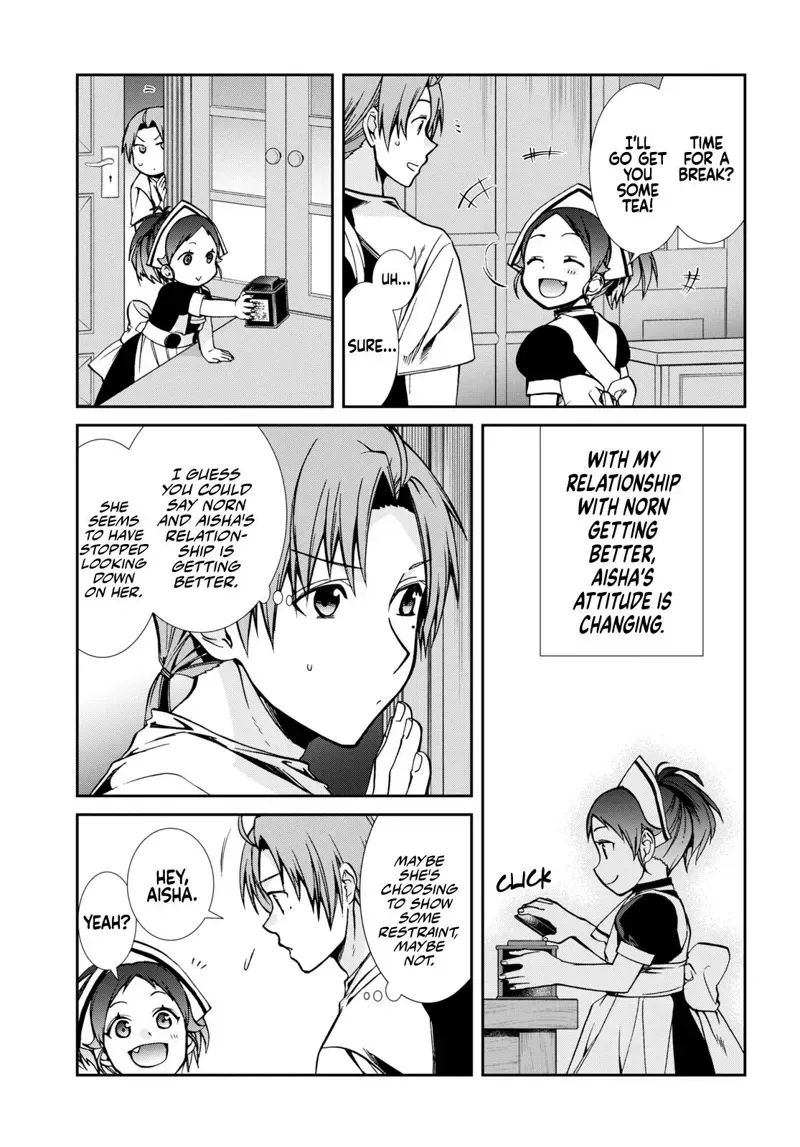 TIME
FOR A
BREAK?
I'LL
GO GET
YOU
SOME
TEA!
UH...
SURE...
WITH MY
RELATIONSHIP
WITH NORN
GETTING
BETTER,
AISHA'S
ATTITUDE IS
CHANGING.
CLICK
I GUESS
YOU COULD
SAY NORN
AND AISHA'S
RELATION-
SHIP IS
GETTING
BETTER.
SHE
SEEMS
TO HAVE
STOPPED
LOOKING
DOWN
ON HER.
MAYBE
SHE'S
CHOOSING
TO SHOW
SOME
RESTRAINT,
MAYBE
NOT.
HEY,
AISHA.
YEAH?